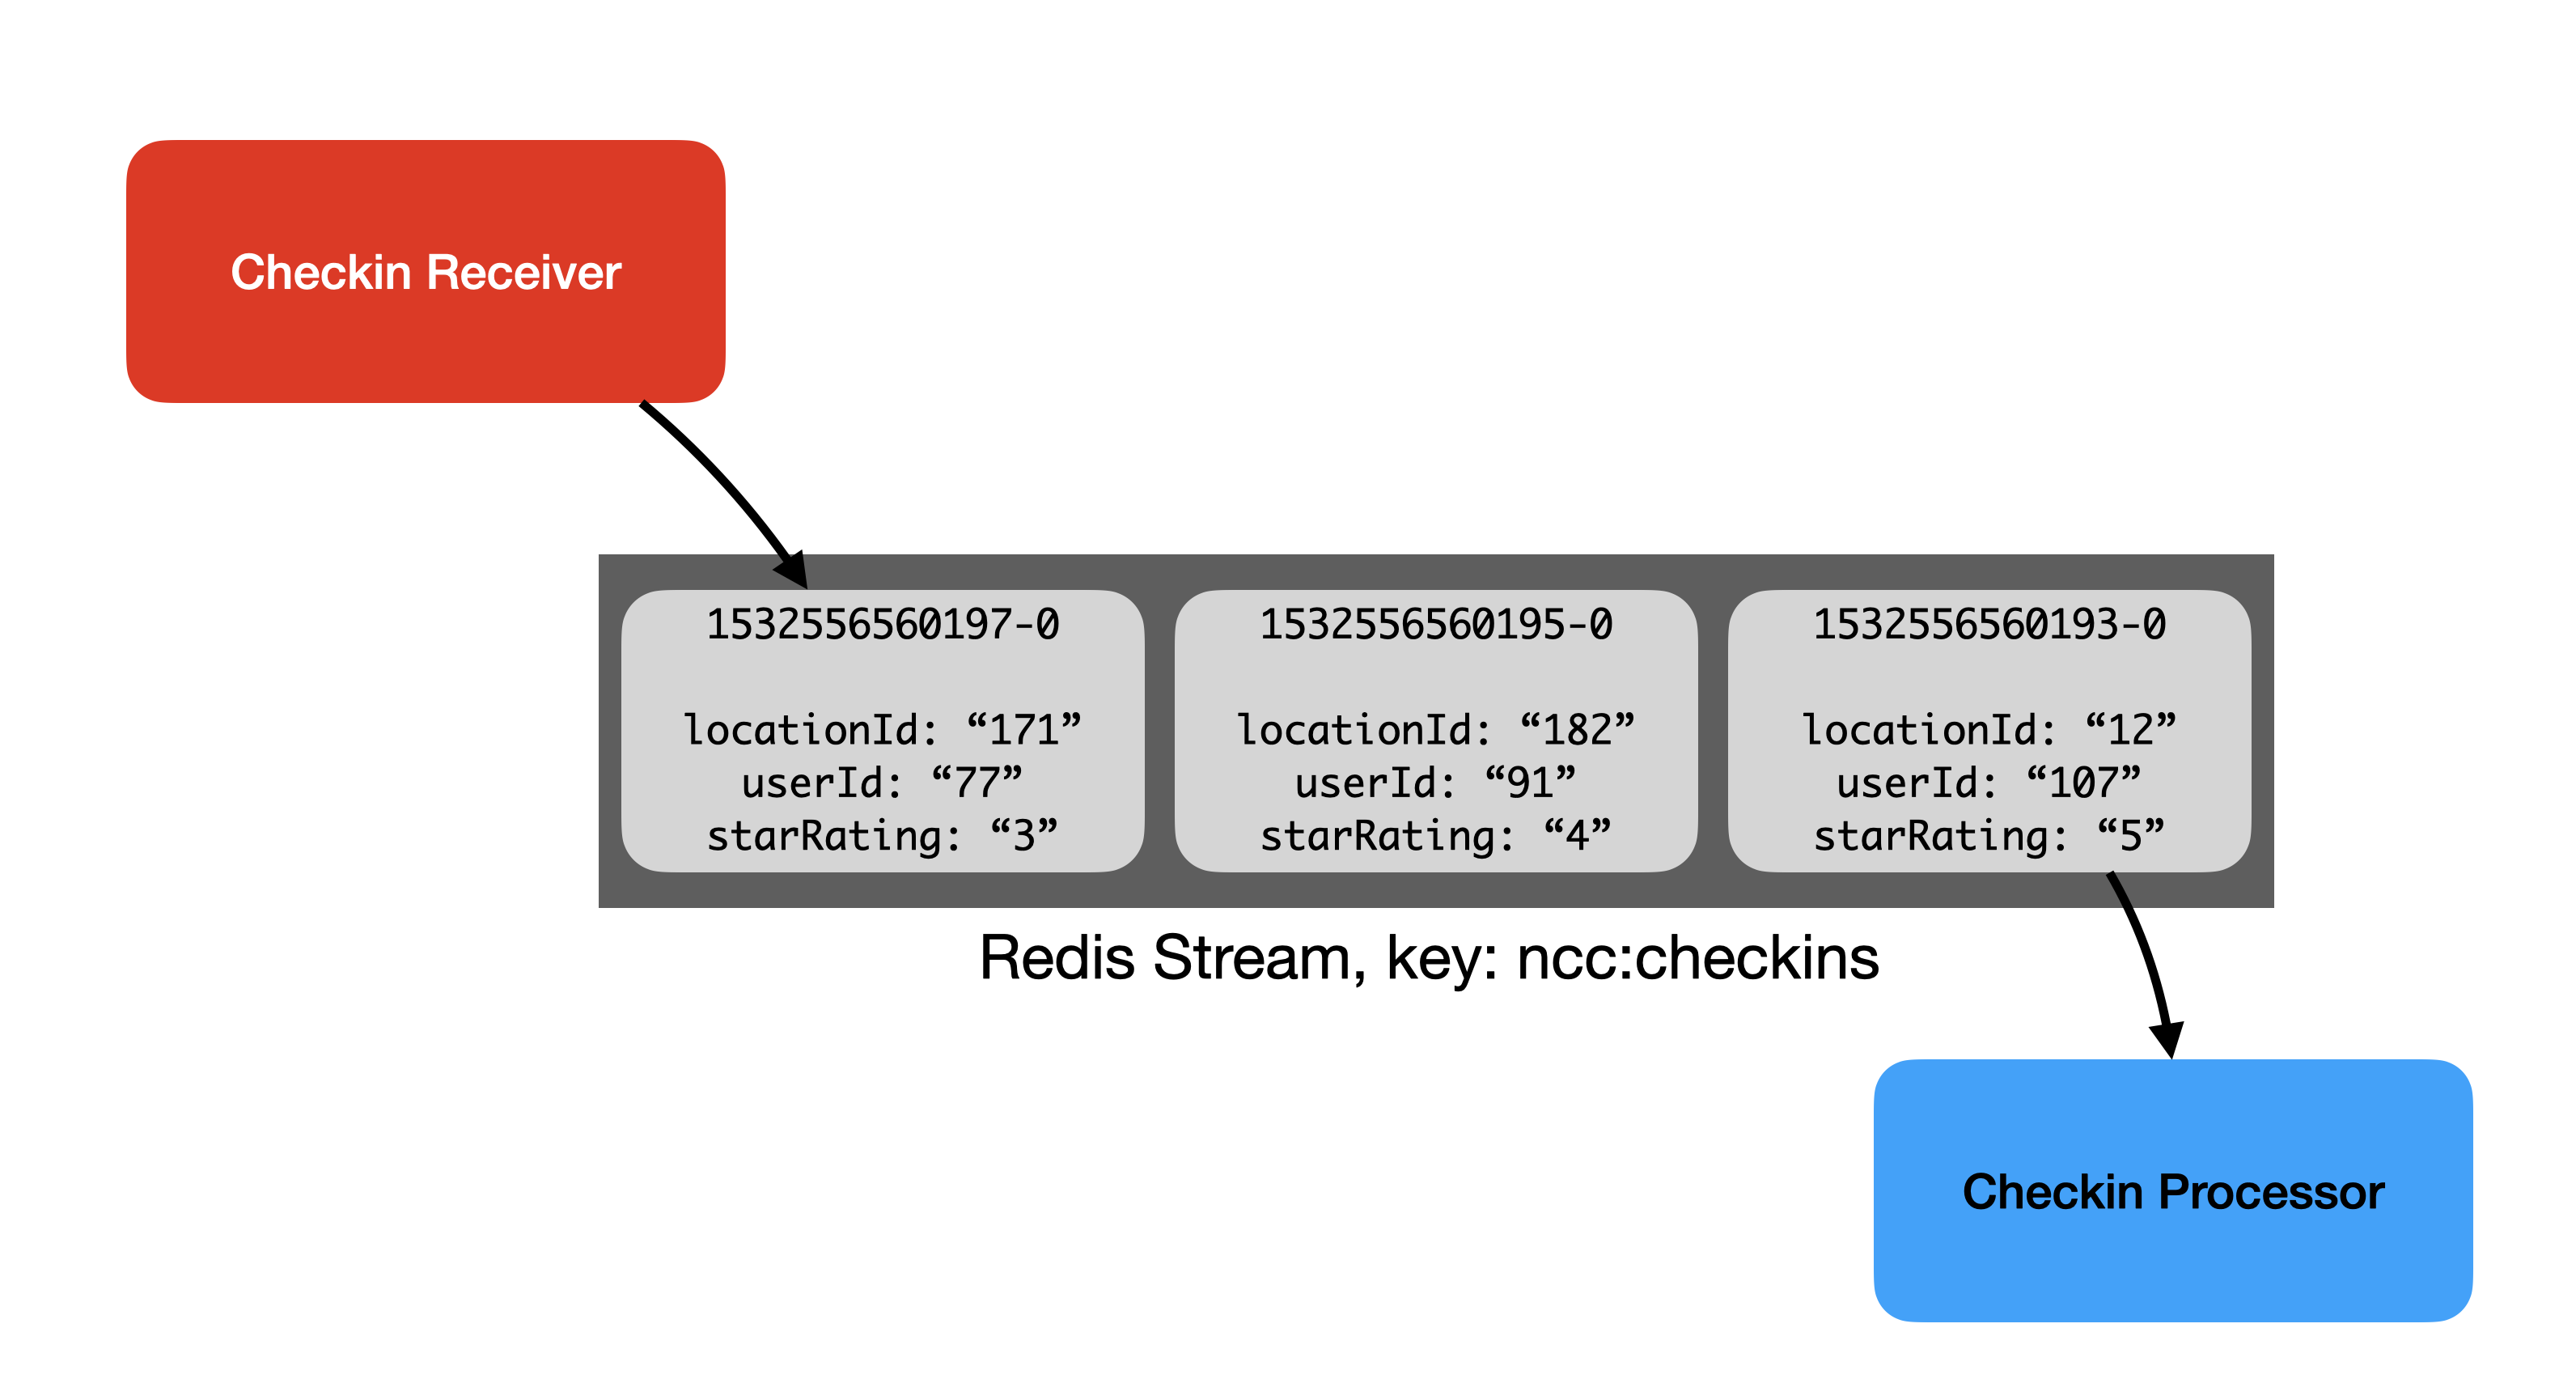 Checkin Receiver
1532556560197-0
locationId: “171”
userId: “77”
starRating: “3”
1532556560195-0
locationId: “182”
userId: “91”
starRating: “4”
1532556560193-0
locationId: “12”
userId: “107”
starRating: “5”
Redis Stream, key: ncc:checkins
Checkin Processor